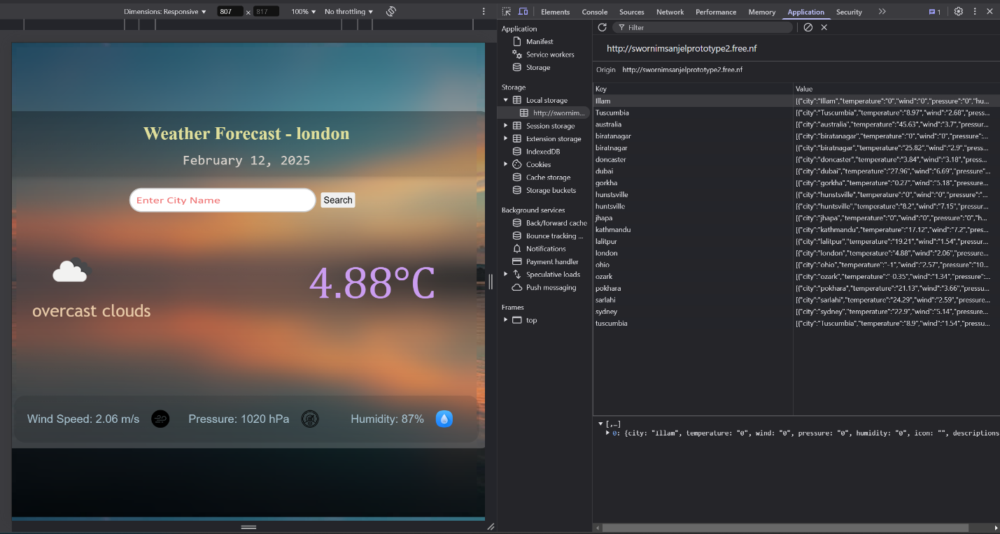 Dimensions: Responsive ▼ 807 × 817 100% ▼ No throttling ▼
Elements Console Sources Network Performance Memory Application Security 1
Weather Forecast - london
February 12, 2025
Enter City Name
Search
4.88°C
overcast clouds
Wind Speed: 2.06 m/s
Pressure: 1020 hPa
Humidity: 87%
Application
Manifest
Service workers
Storage
Storage
Local storage
http://swornim...
Session storage
Extension storage
IndexedDB
Cookies
Cache storage
Storage buckets
Background services
Back/forward cache
Bounce tracking ...
Notifications
Payment handler
Speculative loads
Push messaging
Frames
top
Filter
http://swornimsanjelprototype2.free.nf
Origin http://swornimsanjelprototype2.free.nf
Key Value
Illam [{"city":"Illam","temperature":"0","wind":"0","pressure":"0","hu...
Tuscumbia [{"city":"Tuscumbia","temperature":"8.97","wind":"2.68","press...
australia [{"city":"australia","temperature":"45.63","wind":"3.7","pressur...
biratanagar [{"city":"biratanagar","temperature":"0","wind":"0","pressure":...
biratnagar [{"city":"biratnagar","temperature":"25.82","wind":"2.9","press...
doncaster [{"city":"doncaster","temperature":"3.84","wind":"3.18","press...
dubai [{"city":"dubai","temperature":"27.96","wind":"6.69","pressure"...
gorkha [{"city":"gorkha","temperature":"0.27","wind":"5.18","pressure...
hunstsville [{"city":"hunstsville","temperature":"0","wind":"0","pressure":"...
huntsville [{"city":"huntsville","temperature":"8.2","wind":"7.15","pressur...
jhapa [{"city":"jhapa","temperature":"0","wind":"0","pressure":"0","h...
kathmandu [{"city":"kathmandu","temperature":"17.12","wind":"7.2","pres...
lalitpur [{"city":"lalitpur","temperature":"19.21","wind":"1.54","pressur...
london [{"city":"london","temperature":"4.88","wind":"2.06","pressure...
ohio [{"city":"ohio","temperature":"-1","wind":"2.57","pressure":"10...
ozark [{"city":"ozark","temperature":"-0.35","wind":"1.34","pressure":...
pokhara [{"city":"pokhara","temperature":"21.13","wind":"3.66","pressu...
sarlahi [{"city":"sarlahi","temperature":"24.29","wind":"2.59","pressur...
sydney [{"city":"sydney","temperature":"22.9","wind":"5.14","pressure...
tuscumbia [{"city":"Tuscumbia","temperature":"8.9","wind":"1.54","pressu...
▼ [,…]
▶ 0: {city: "Illam", temperature: "0", wind: "0", pressure: "0", humidity: "0", icon: "", descriptions